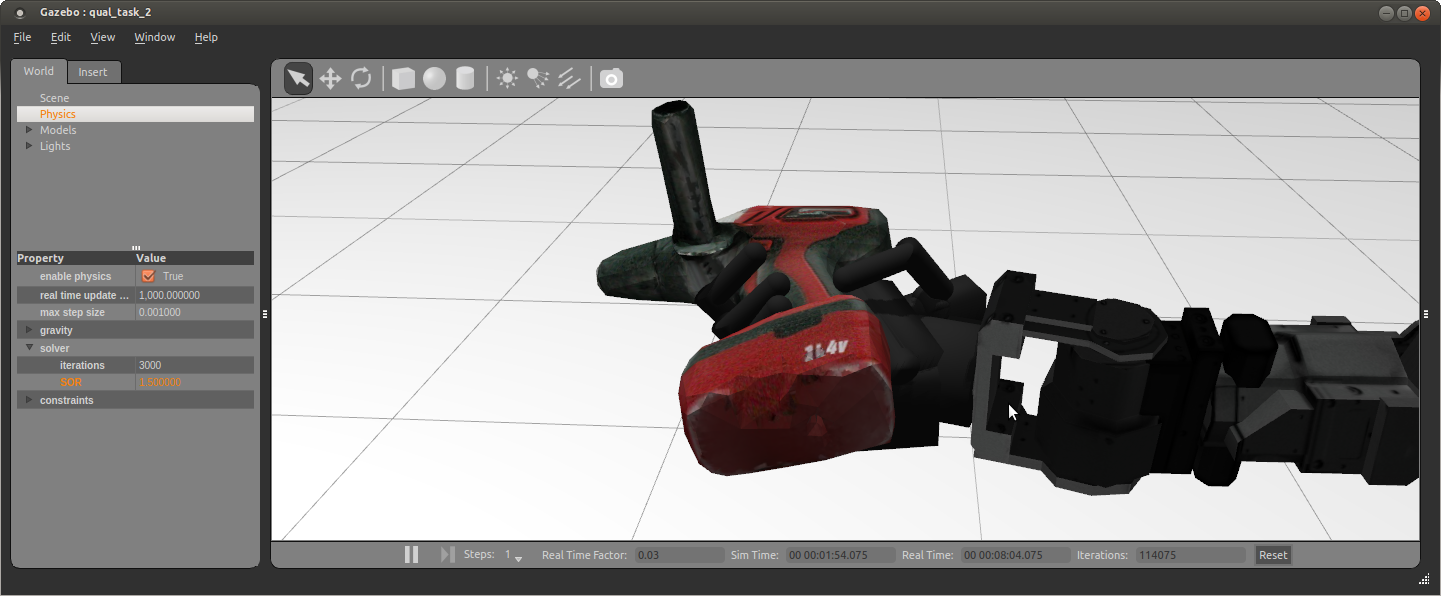 Gazebo : qual_task_2
File Edit View Window Help
World Insert
Scene
Physics
Models
Lights
Property Value
enable physics True
real time update ... 1,000.000000
max step size 0.001000
gravity
solver
iterations 3000
SOR 1.500000
constraints
24V
Steps: 1 Real Time Factor: 0.03 Sim Time: 00 00:01:54.075 Real Time: 00 00:08:04.075 Iterations: 114075 Reset